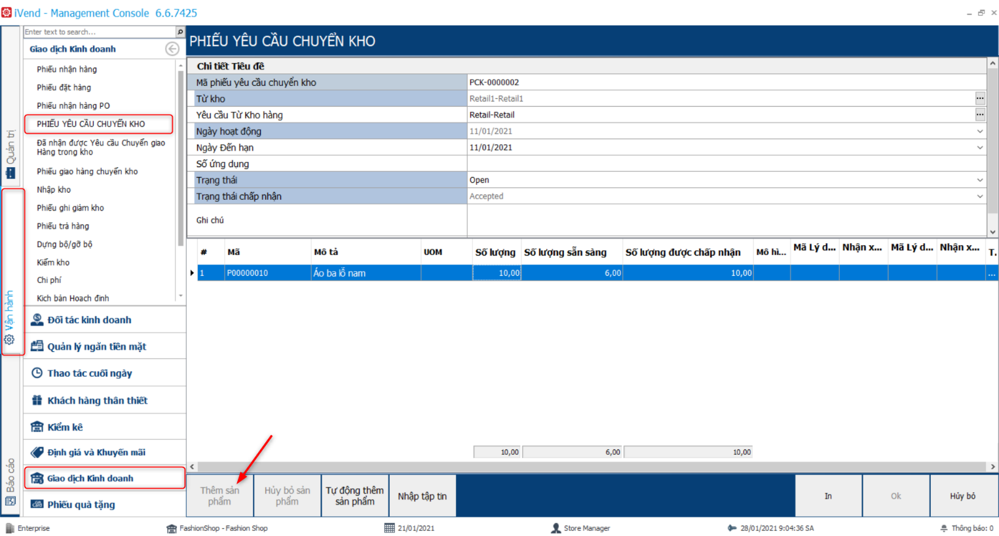 iVend - Management Console 6.6.7425
Enter text to search...
Giao dịch Kinh doanh
Phiếu nhận hàng
Phiếu đặt hàng
Phiếu nhận hàng PO
PHIẾU YÊU CẦU CHUYỂN KHO
Đã nhận được Yêu cầu Chuyển giao
Hàng trong kho
Phiếu giao hàng chuyển kho
Nhập kho
Phiếu ghi giảm kho
Phiếu trả hàng
Dựng bộ/gỡ bộ
Kiểm kho
Chi phí
Kich bản Hoạch định
Đối tác kinh doanh
Quản lý ngăn tiền mặt
Thao tác cuối ngày
Khách hàng thân thiết
Kiểm kê
Định giá và Khuyến mãi
Giao dịch Kinh doanh
Phiếu quà tặng
Quản trị
Vận hành
Báo cáo
PHIẾU YÊU CẦU CHUYỂN KHO
Chi tiết Tiêu đề
Mã phiếu yêu cầu chuyển kho PCK-0000002
Từ kho Retail1-Retail1
Yêu cầu Từ Kho hàng Retail-Retail
Ngày hoạt động 11/01/2021
Ngày Đến hạn 11/01/2021
Số ứng dụng
Trạng thái Open
Trạng thái chấp nhận Accepted
Ghi chú
# Mã Mô tả UOM Số lượng Số lượng sẵn sàng Số lượng được chấp nhận Mô hì... Mã Lý d... Nhận x... Mã Lý d... Nhận x... T.
1 P00000010 Áo ba lỗ nam 10,00 6,00 10,00 ...
10,00 6,00 10,00
Thêm sản
phẩm
Hủy bỏ sản
phẩm
Tự động thêm
sản phẩm
Nhập tập tin
In
Ok
Hủy bỏ
Enterprise FashionShop - Fashion Shop 21/01/2021 Store Manager 28/01/2021 9:04:36 SA Thông báo: 0